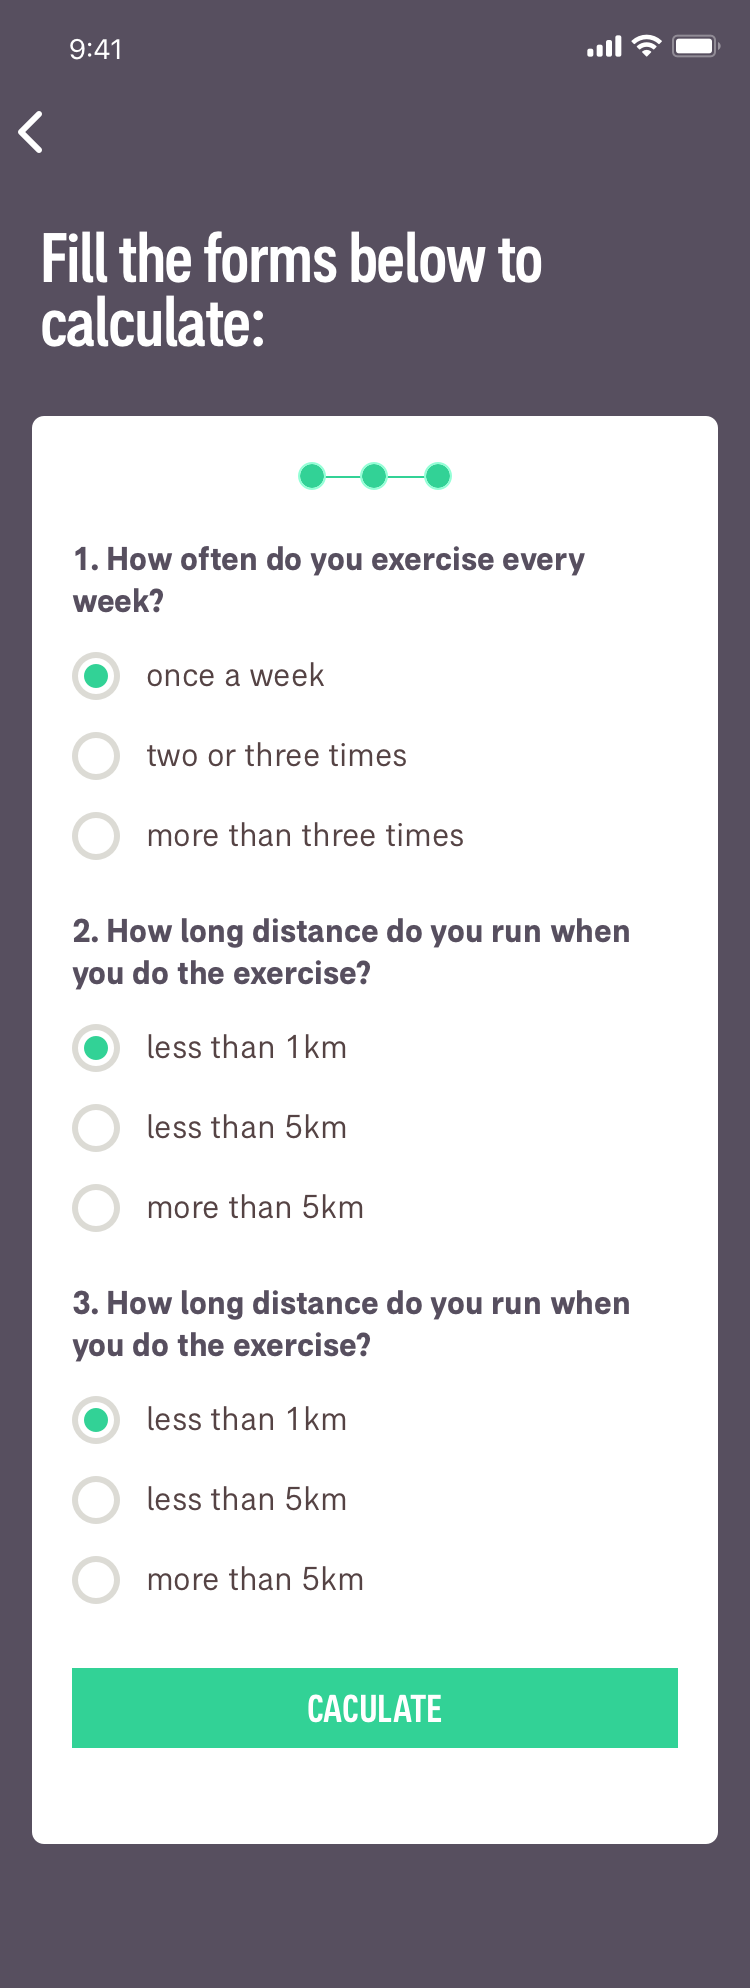 9:41
Fill the forms below to
calculate:
1. How often do you exercise every
week?
once a week
two or three times
more than three times
2. How long distance do you run when
you do the exercise?
less than 1km
less than 5km
more than 5km
3. How long distance do you run when
you do the exercise?
less than 1km
less than 5km
more than 5km
CACULATE